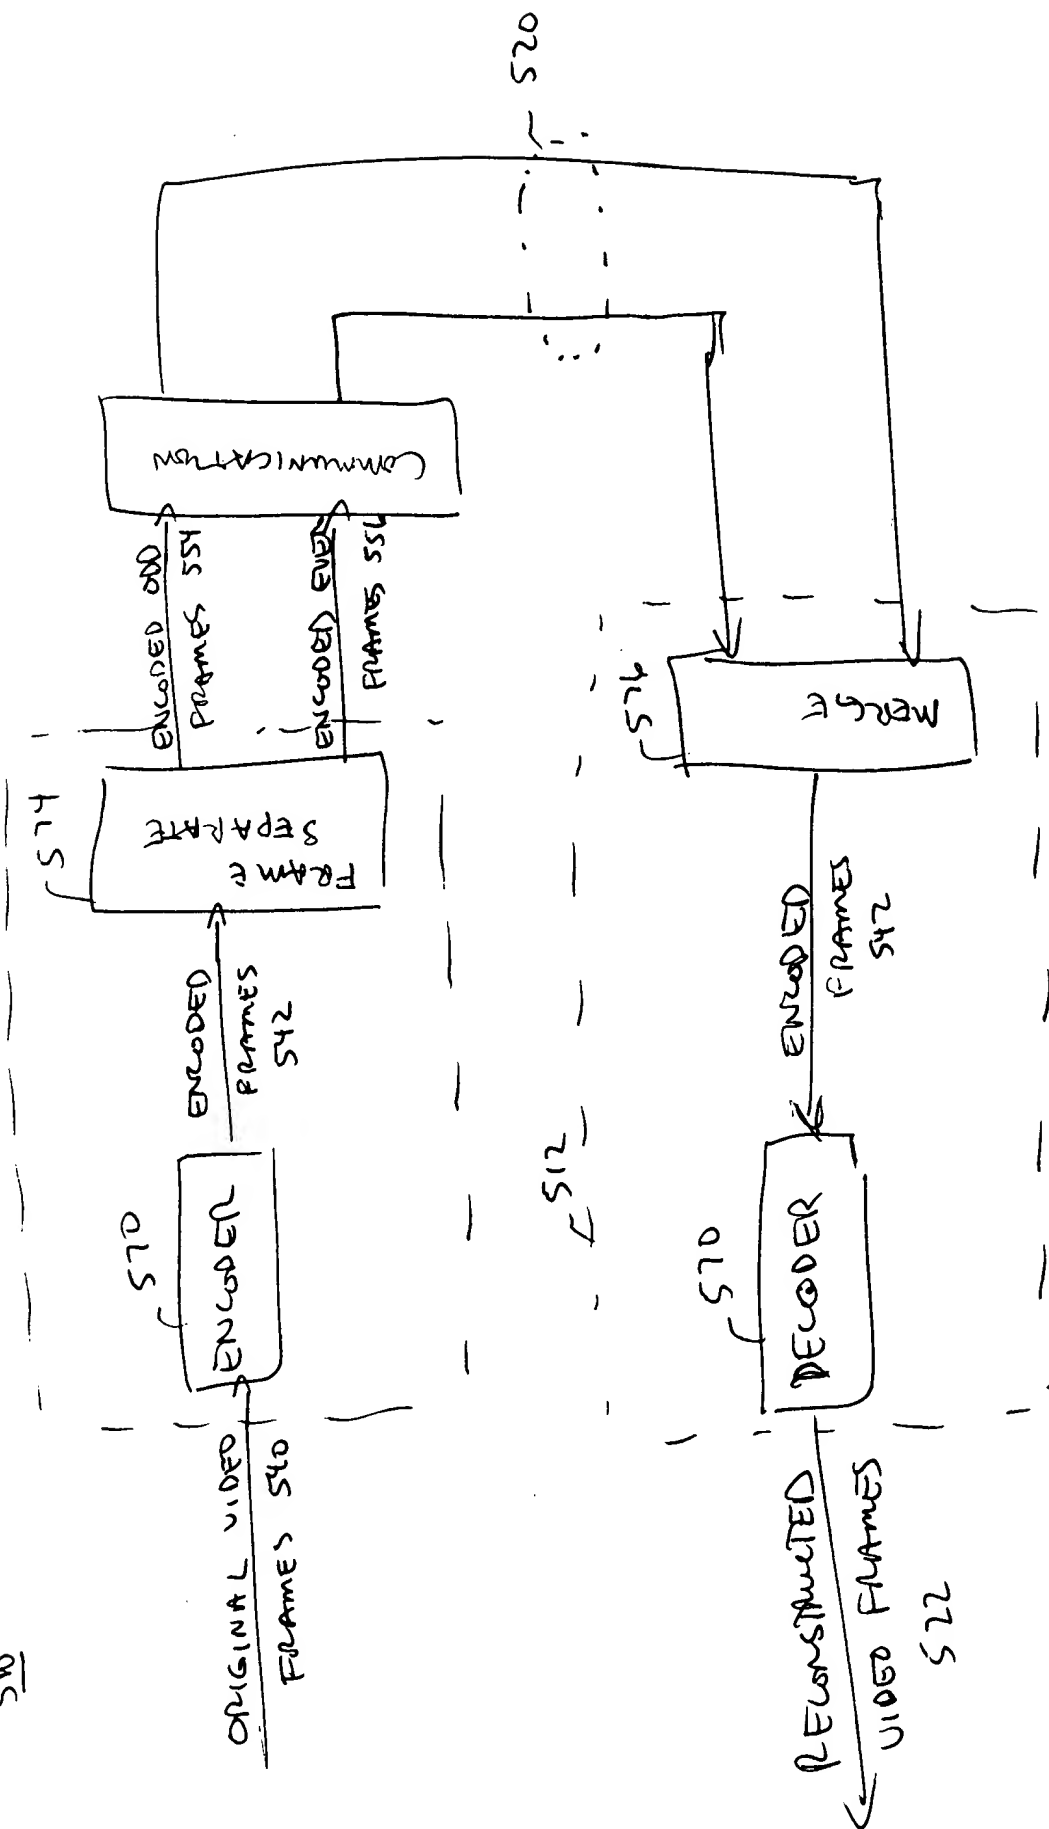 510
ORIGINAL VIDEO
FRAMES 540
570
ENCODER
ENCODED
FRAMES
542
574
FRAME
SEPARATE
ENCODED ODD
FRAMES 554
ENCODED EVEN
FRAMES 556
COMMUNICATION
520
512
576
MERGE
ENCODED
FRAMES
542
570
DECODER
RECONSTRUCTED
VIDEO FRAMES
522